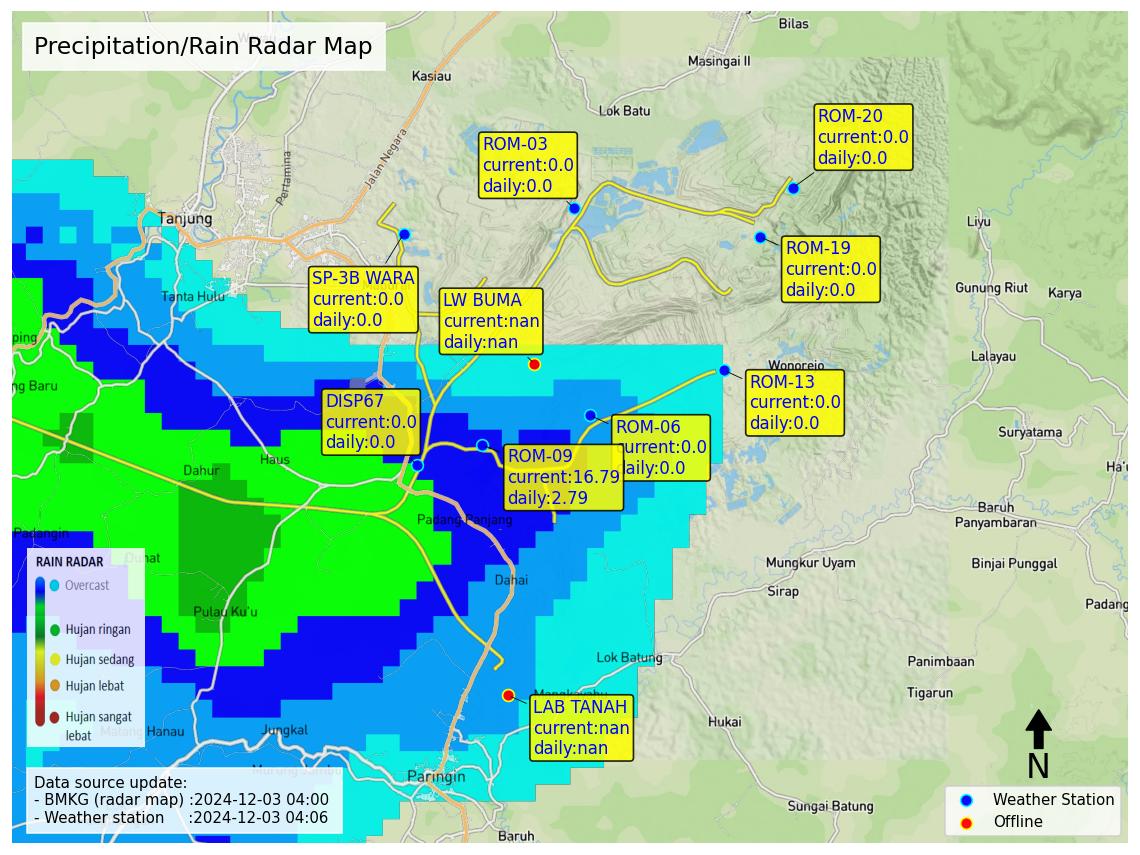 Precipitation/Rain Radar Map
Bilas
Masingai II
Kasiau
Lok Batu
Jalan Negara
Pertamina
Tanjung
Tanta Hulu
ROM-03
current:0.0
daily:0.0
ROM-20
current:0.0
daily:0.0
ROM-19
current:0.0
daily:0.0
SP-3B WARA
current:0.0
daily:0.0
LW BUMA
current:nan
daily:nan
Liyu
Gunung Riut
Karya
Lalayau
Wonorejo
ROM-13
current:0.0
daily:0.0
DISP67
current:0.0
daily:0.0
ROM-06
current:0.0
daily:0.0
ROM-09
current:16.79
daily:2.79
ping
ng Baru
Haus
Dahur
Padangin
Padang Panjang
Suryatama
Ha'u
Baruh
Panyambaran
Mungkur Uyam
Binjai Punggal
Sirap
Padang
Dahai
Pulau Ku'u
RAIN RADAR
Overcast
Hujan ringan
Hujan sedang
Hujan lebat
Hujan sangat
lebat
Lok Batung
Panimbaan
Tigarun
LAB TANAH
current:nan
daily:nan
Hukai
Jungkal
Paringin
Sungai Batung
Baruh
Data source update:
- BMKG (radar map) :2024-12-03 04:00
- Weather station :2024-12-03 04:06
N
Weather Station
Offline